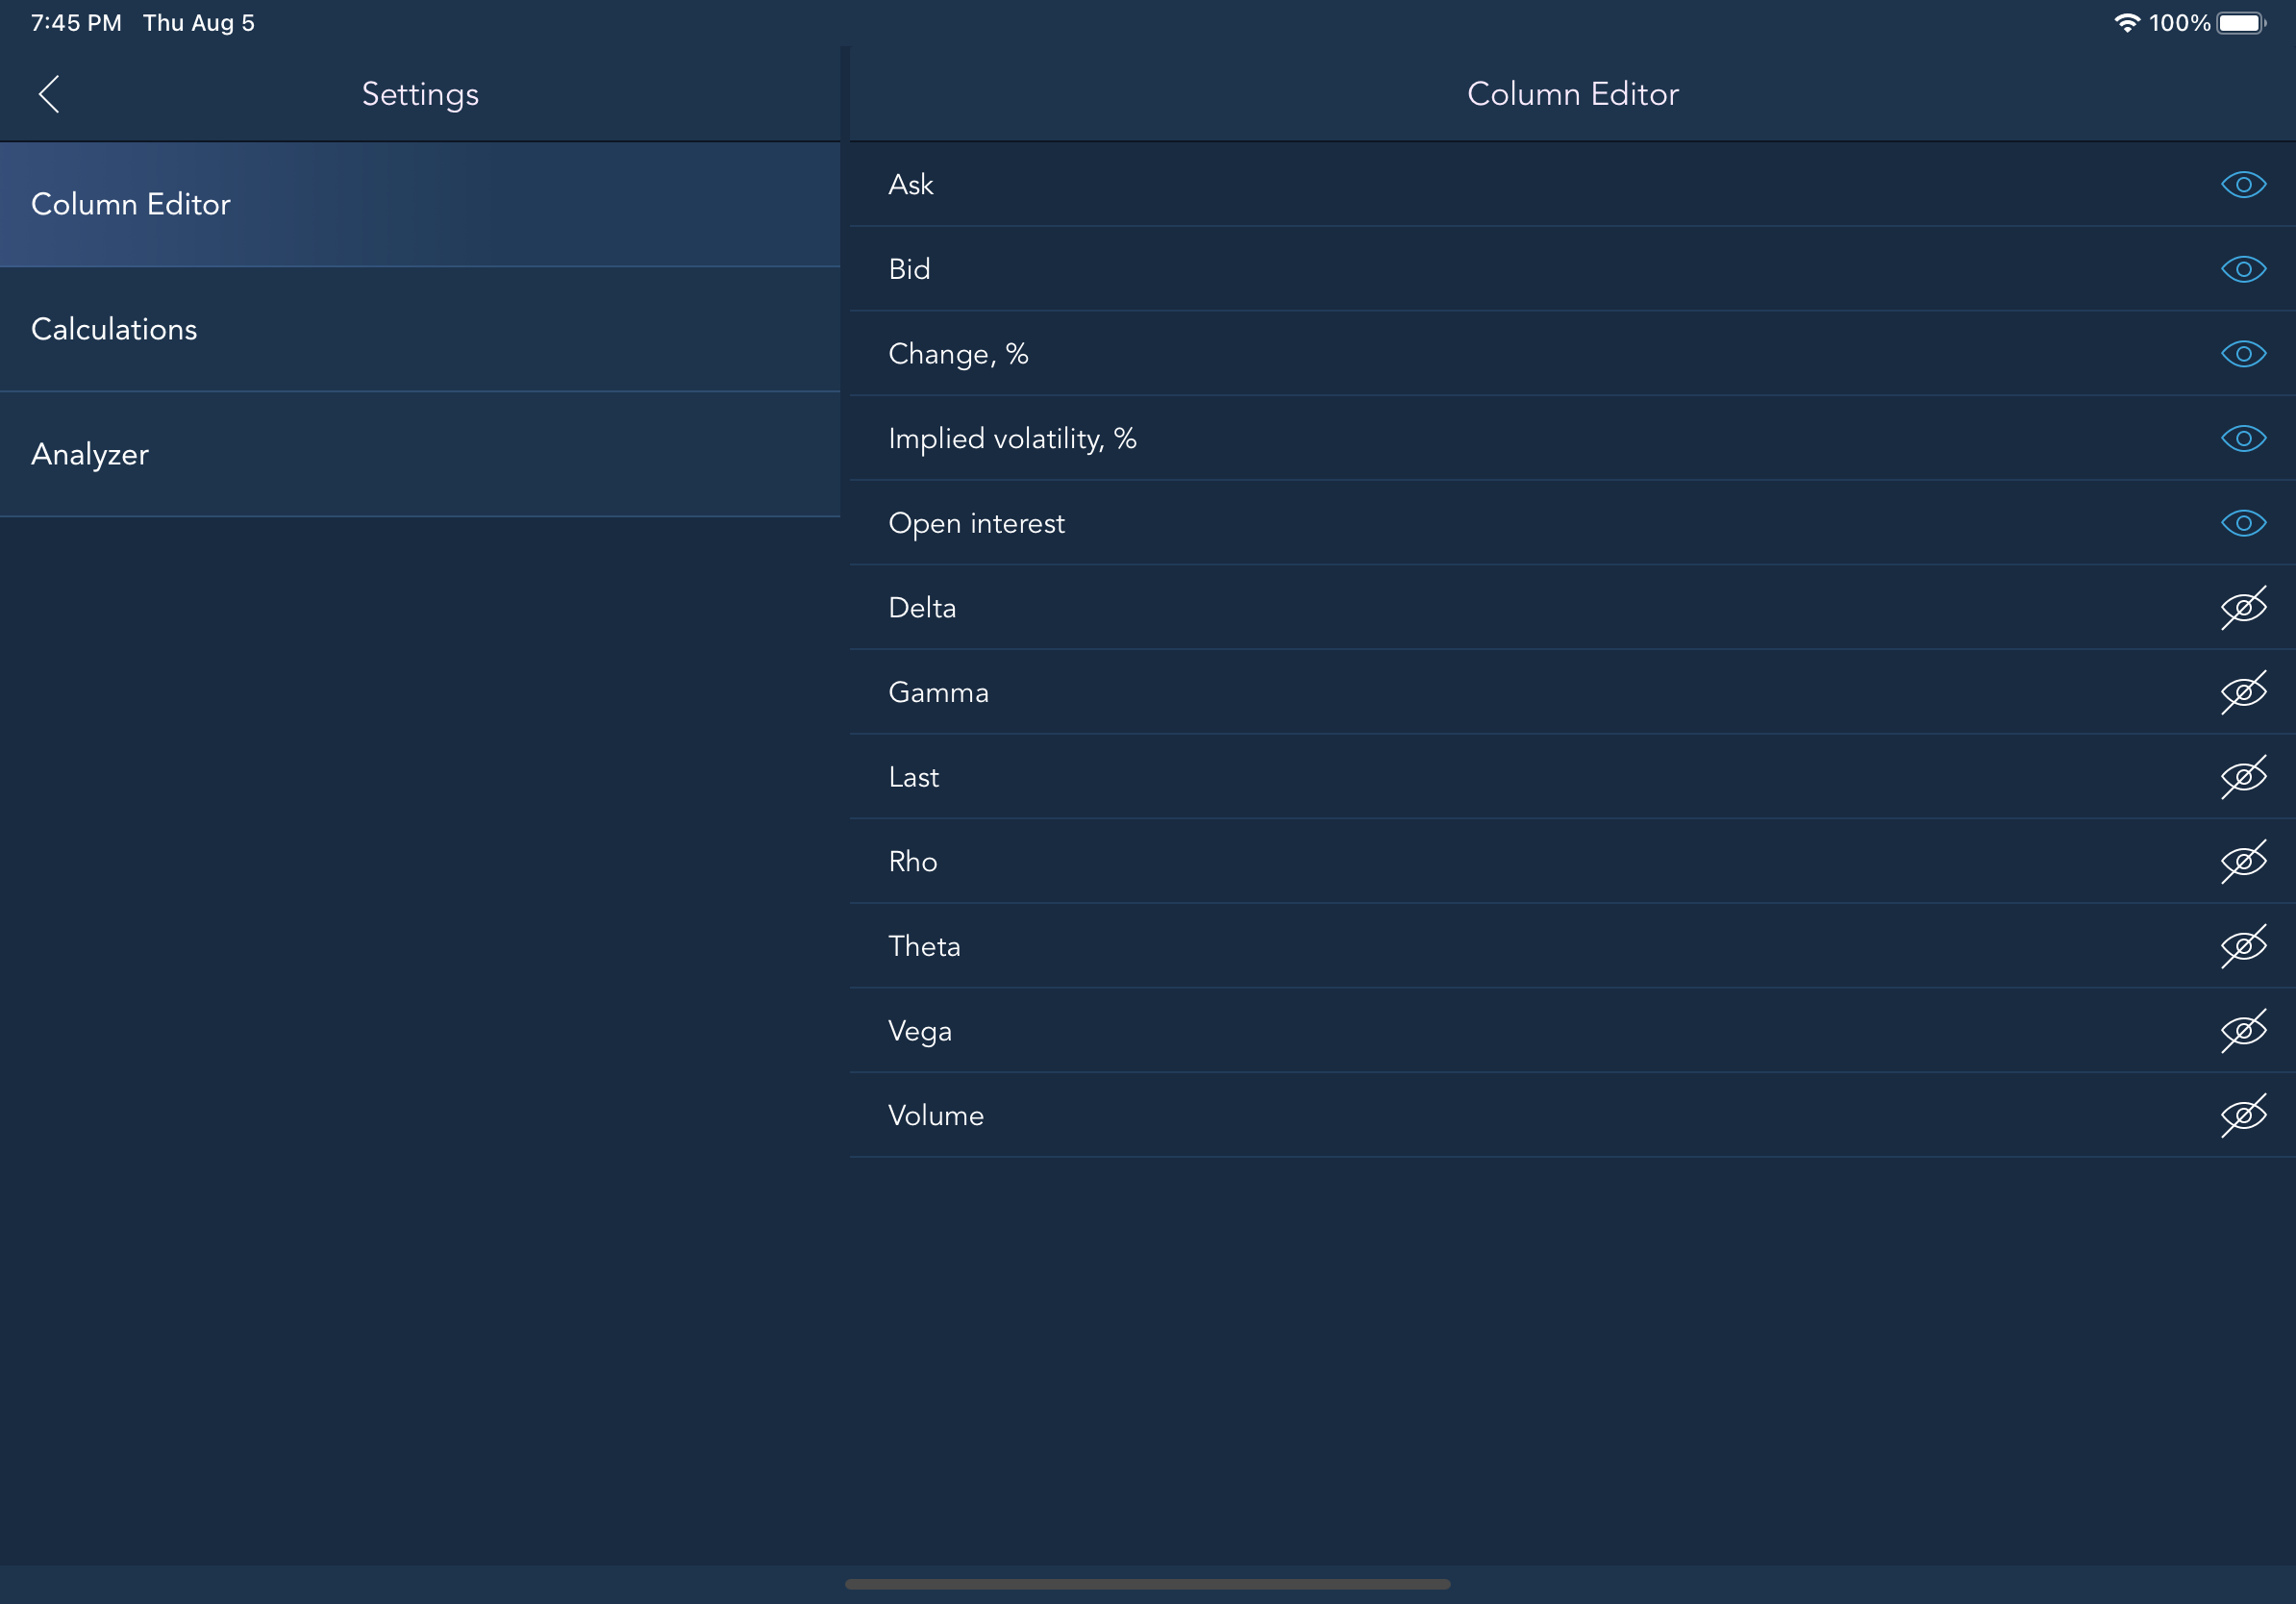 7:45 PM Thu Aug 5
100%
Settings
Column Editor
Calculations
Analyzer
Column Editor
Ask
Bid
Change, %
Implied volatility, %
Open interest
Delta
Gamma
Last
Rho
Theta
Vega
Volume